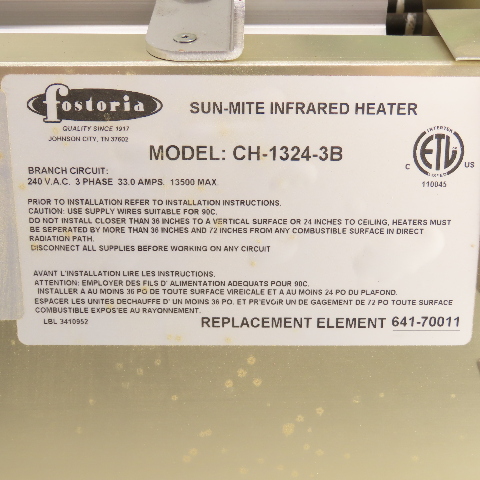 fostoria
QUALITY SINCE 1917
JOHNSON CITY, TN 37602
SUN-MITE INFRARED HEATER
MODEL: CH-1324-3B
INTERTEK
C ETL US
LISTED
110045
BRANCH CIRCUIT:
240 V.A.C. 3 PHASE 33.0 AMPS. 13500 MAX
PRIOR TO INSTALLATION REFER TO INSTALLATION INSTRUCTIONS.
CAUTION: USE SUPPLY WIRES SUITABLE FOR 90C.
DO NOT INSTALL CLOSER THAN 36 INCHES TO A VERTICAL SURFACE OR 24 INCHES TO CEILING, HEATERS MUST
BE SEPERATED BY MORE THAN 36 INCHES AND 72 INCHES FROM ANY COMBUSTIBLE SURFACE IN DIRECT
RADIATION PATH.
DISCONNECT ALL SUPPLIES BEFORE WORKING ON ANY CIRCUIT
AVANT L'INSTALLATION LIRE LES INSTRUCTIONS.
ATTENTION: EMPLOYER DES FILS D' ALIMENTATION ADEQUATS POUR 90C.
INSTALLER A AU MOINS 36 PO DE TOUTE SURFACE VIREICALE ET A AU MOINS 24 PO DU PLAFOND.
ESPACER LES UNITES DECHAUFFE D' UN MOINS 36 PO. ET PREVOIR UN DE GAGEMENT DE 72 PO TOUTE SURFACE
COMBUSTIBLE EXPOS'EE AU RAYONNEMENT.
LBL 3410952
REPLACEMENT ELEMENT 641-70011